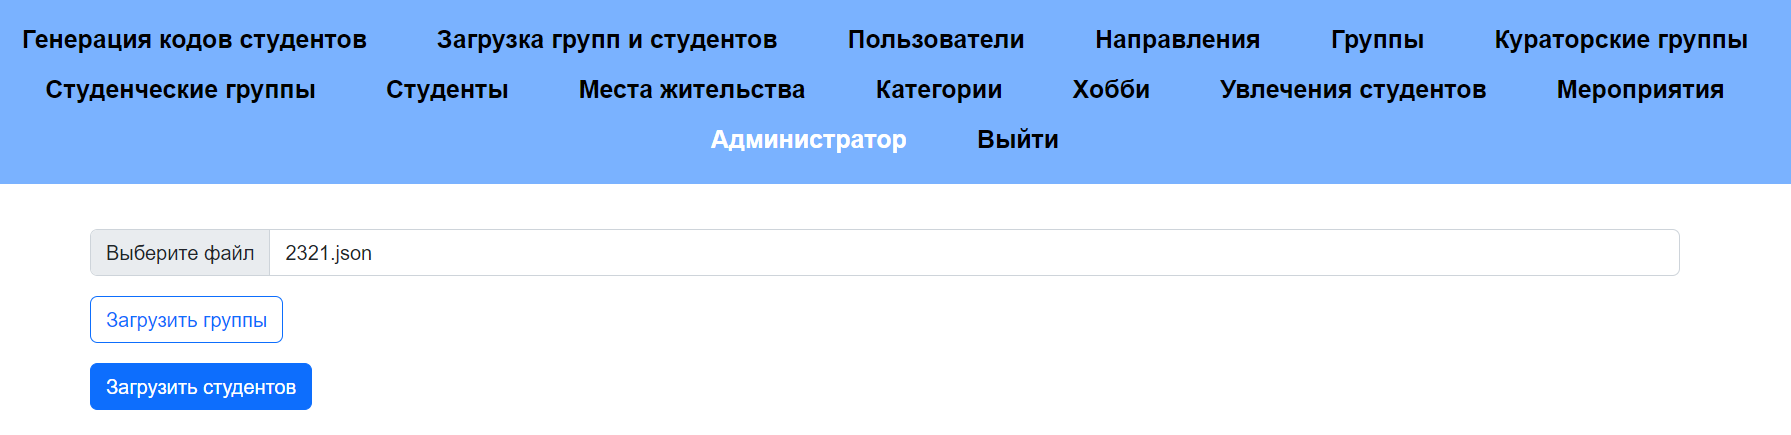 Генерация кодов студентов Загрузка групп и студентов Пользователи Направления Группы Кураторские группы
Студенческие группы Студенты Места жительства Категории Хобби Увлечения студентов Мероприятия
Администратор Выйти
Выберите файл 2321.json
Загрузить группы
Загрузить студентов